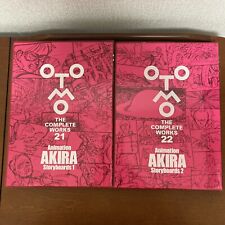 OTOMO
THE
COMPLETE
WORKS
21
Animation
AKIRA
Storyboards 1
OTOMO
THE
COMPLETE
WORKS
22
Animation
AKIRA
Storyboards 2